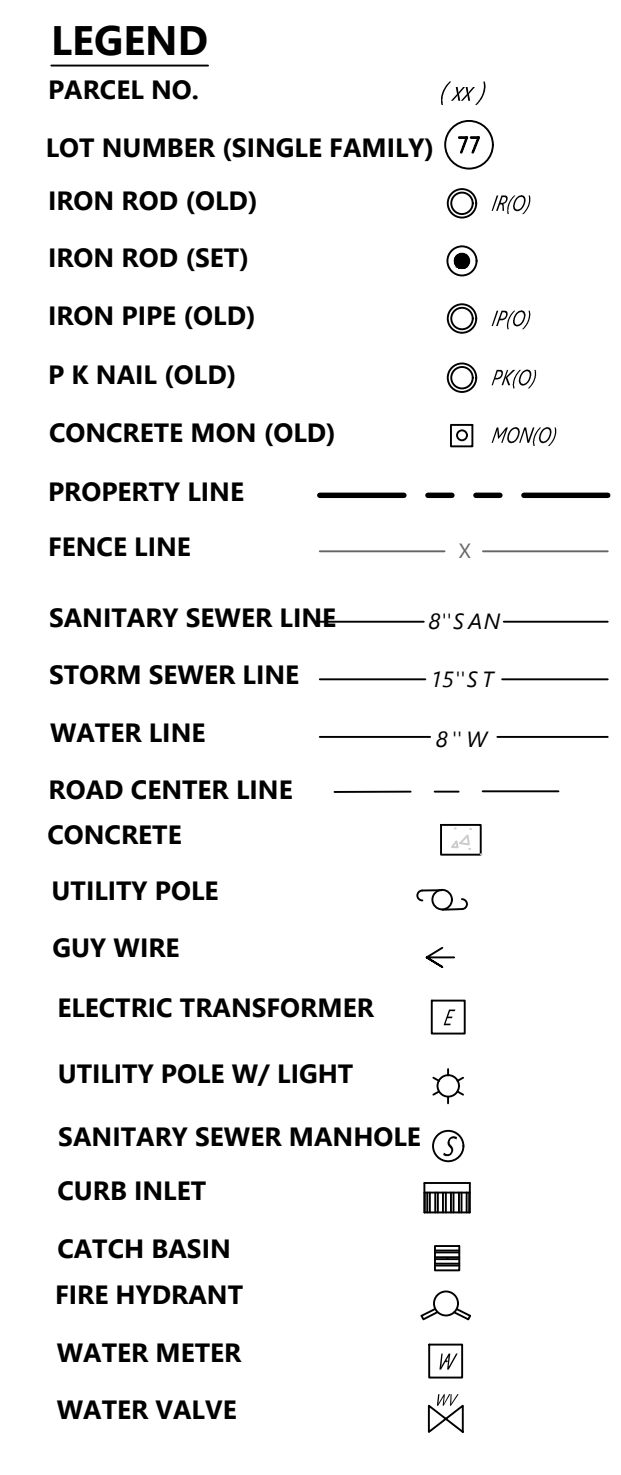 LEGEND
PARCEL NO. (XX)
LOT NUMBER (SINGLE FAMILY) 77
IRON ROD (OLD) IR(O)
IRON ROD (SET)
IRON PIPE (OLD) IP(O)
P K NAIL (OLD) PK(O)
CONCRETE MON (OLD) MON(O)
PROPERTY LINE
FENCE LINE X
SANITARY SEWER LINE 8"SAN
STORM SEWER LINE 15"ST
WATER LINE 8"W
ROAD CENTER LINE
CONCRETE
UTILITY POLE
GUY WIRE
ELECTRIC TRANSFORMER E
UTILITY POLE W/ LIGHT
SANITARY SEWER MANHOLE S
CURB INLET
CATCH BASIN
FIRE HYDRANT
WATER METER W
WATER VALVE WV